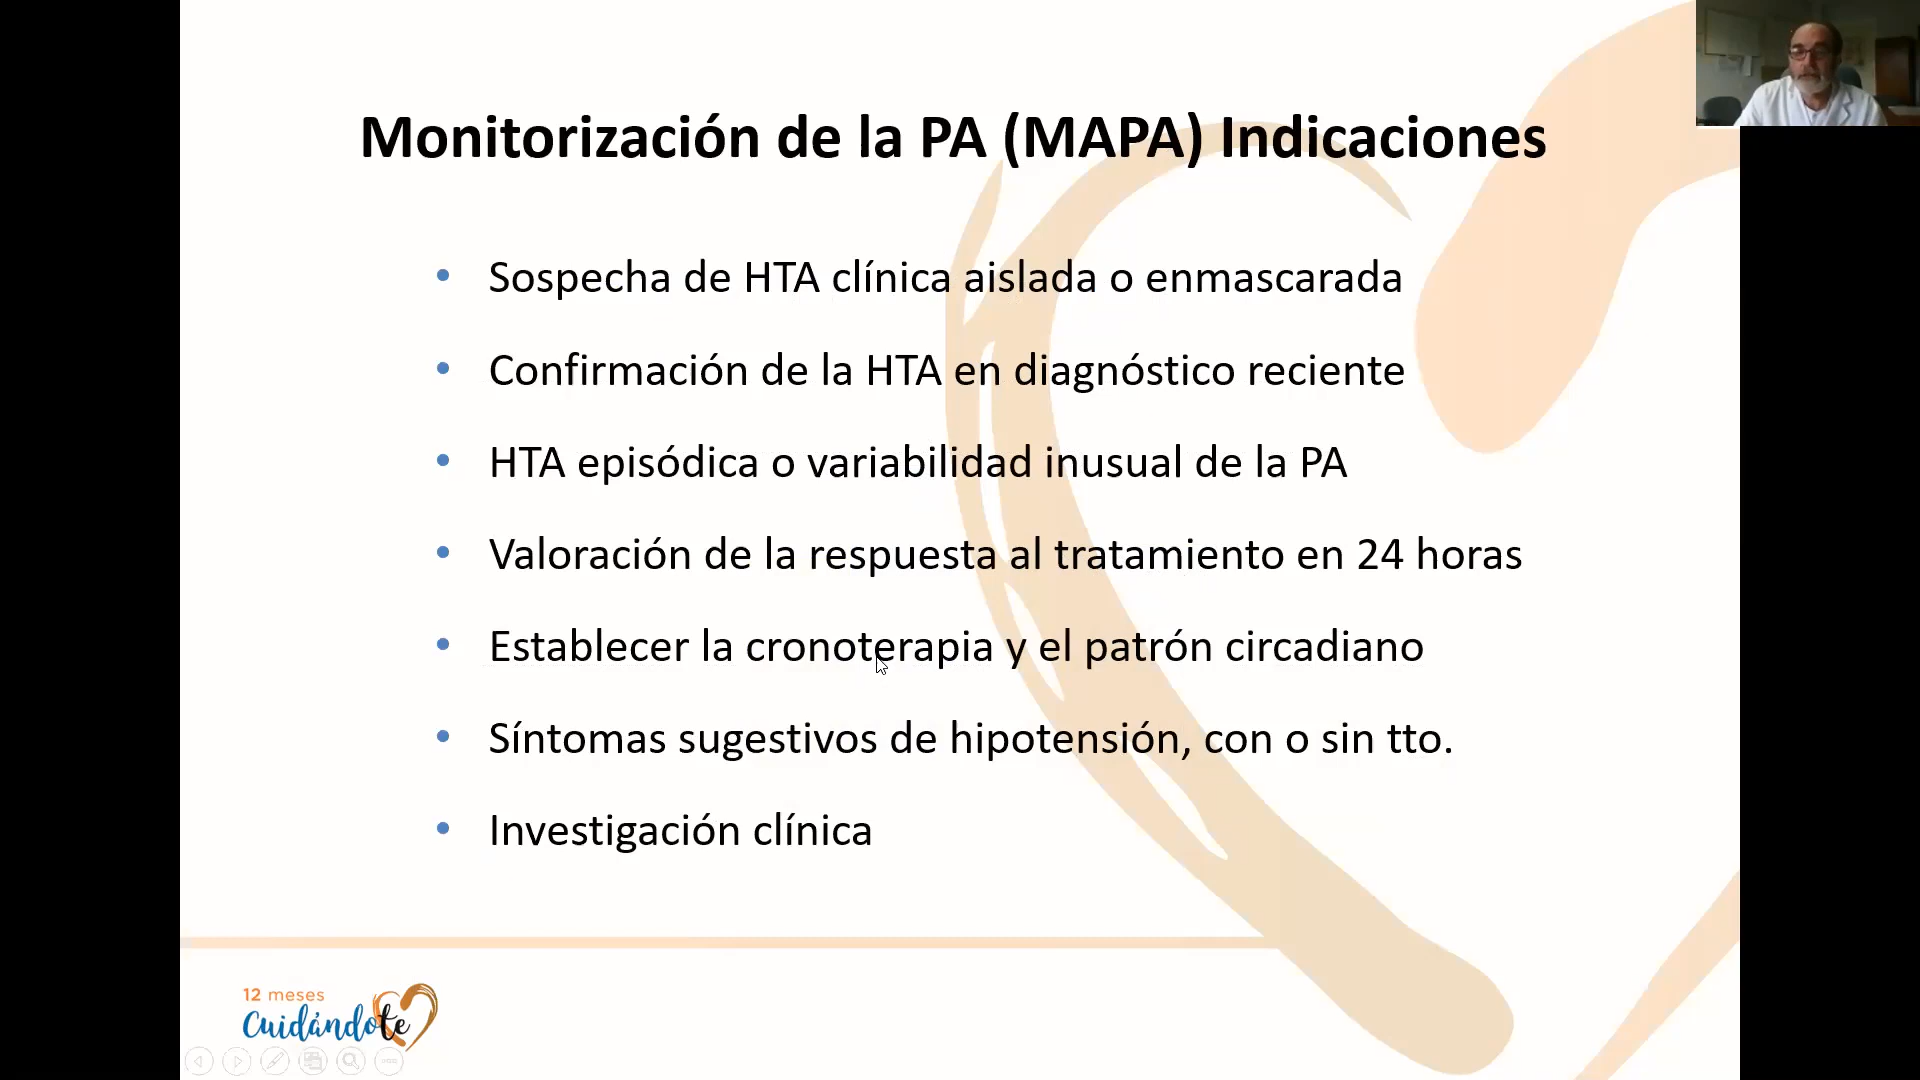 Monitorización de la PA (MAPA) Indicaciones
• Sospecha de HTA clínica aislada o enmascarada
• Confirmación de la HTA en diagnóstico reciente
• HTA episódica o variabilidad inusual de la PA
• Valoración de la respuesta al tratamiento en 24 horas
• Establecer la cronoterapia y el patrón circadiano
• Síntomas sugestivos de hipotensión, con o sin tto.
• Investigación clínica
12 meses
Cuidándote